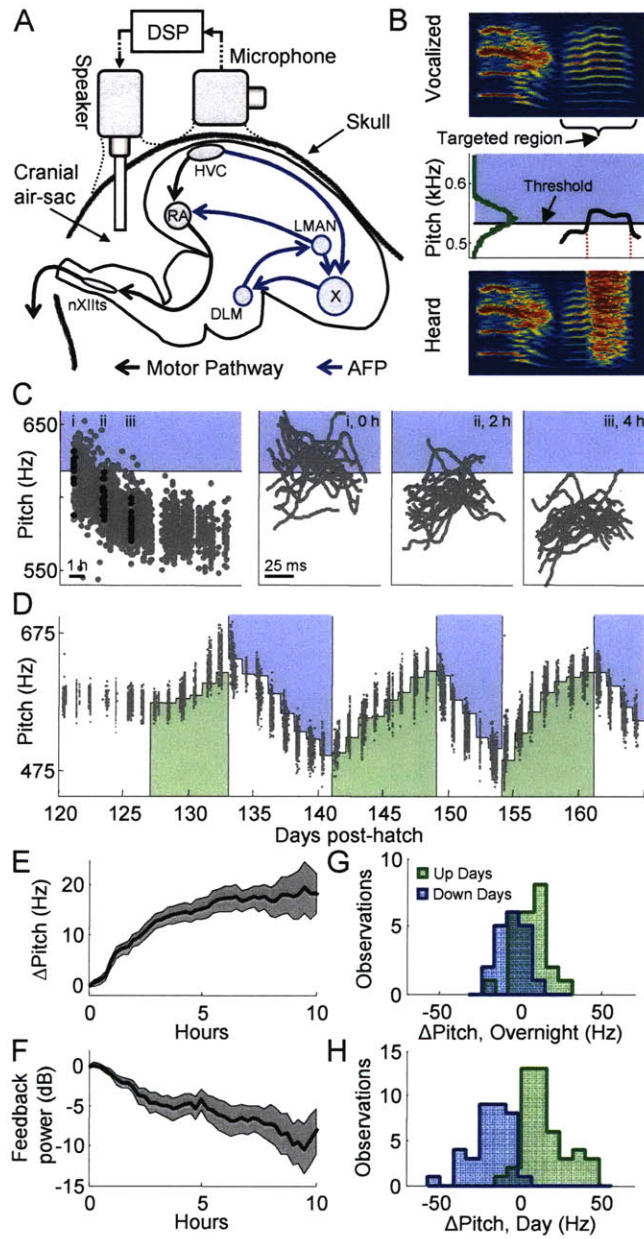 A
DSP
Speaker
Microphone
Skull
Cranial
air-sac
HVC
RA
LMAN
X
DLM
nXIIts
Motor Pathway
AFP
B
Vocalized
Targeted region
Pitch (kHz)
0.6
0.5
Threshold
Heard
C
650
550
Pitch (Hz)
i
ii
iii
1 h
i, 0 h
25 ms
ii, 2 h
iii, 4 h
D
675
475
Pitch (Hz)
120 125 130 135 140 145 150 155 160
Days post-hatch
E
ΔPitch (Hz)
20
10
0
0 5 10
Hours
F
Feedback
power (dB)
0
-5
-10
-15
0 5 10
Hours
G
Up Days
Down Days
Observations
10
5
0
-50 0 50
ΔPitch, Overnight (Hz)
H
Observations
15
10
5
0
-50 0 50
ΔPitch, Day (Hz)